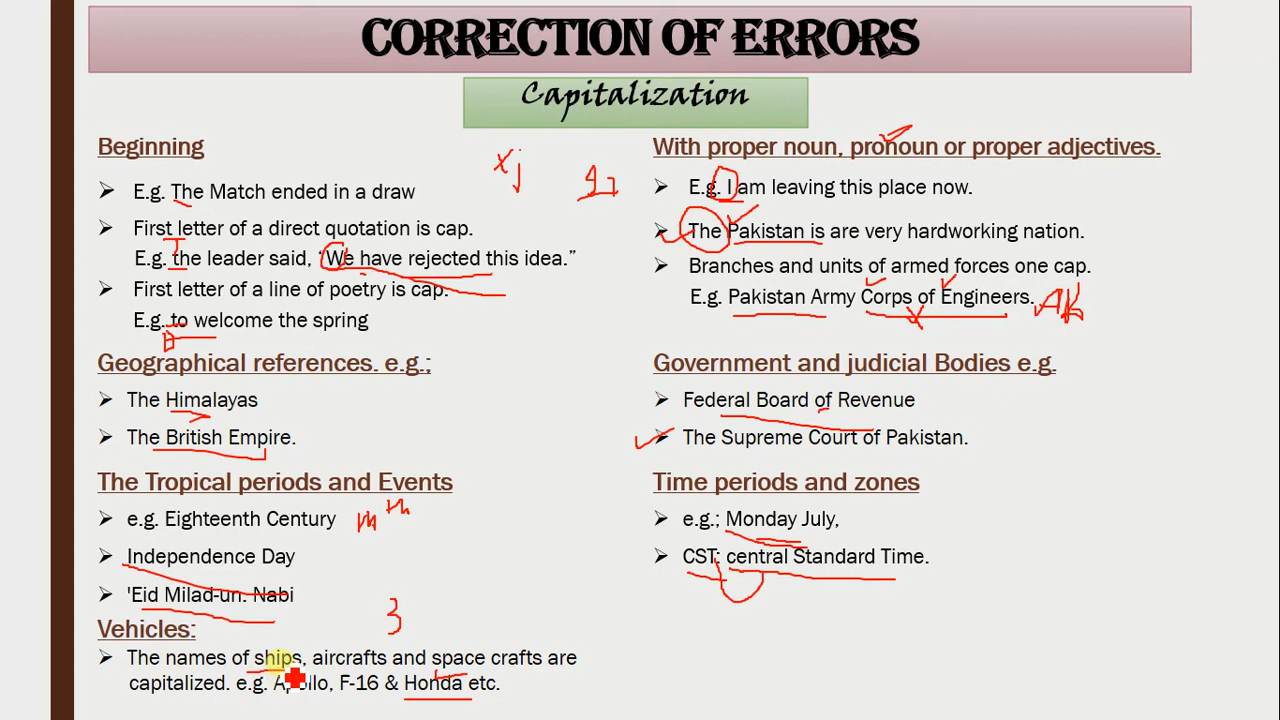 CORRECTION OF ERRORS
Capitalization
Beginning
E.g. The Match ended in a draw
First letter of a direct quotation is cap.
E.g. the leader said, “We have rejected this idea.”
First letter of a line of poetry is cap.
E.g. to welcome the spring
Geographical references. e.g.;
The Himalayas
The British Empire.
The Tropical periods and Events
e.g. Eighteenth Century
Independence Day
'Eid Milad-un. Nabi
Vehicles:
The names of ships, aircrafts and space crafts are
capitalized. e.g. Apollo, F-16 & Honda etc.
3
With proper noun, pronoun or proper adjectives.
E.g. I am leaving this place now.
The Pakistan is are very hardworking nation.
Branches and units of armed forces one cap.
E.g. Pakistan Army Corps of Engineers.
Government and judicial Bodies e.g.
Federal Board of Revenue
The Supreme Court of Pakistan.
Time periods and zones
e.g.; Monday July,
CST: central Standard Time.